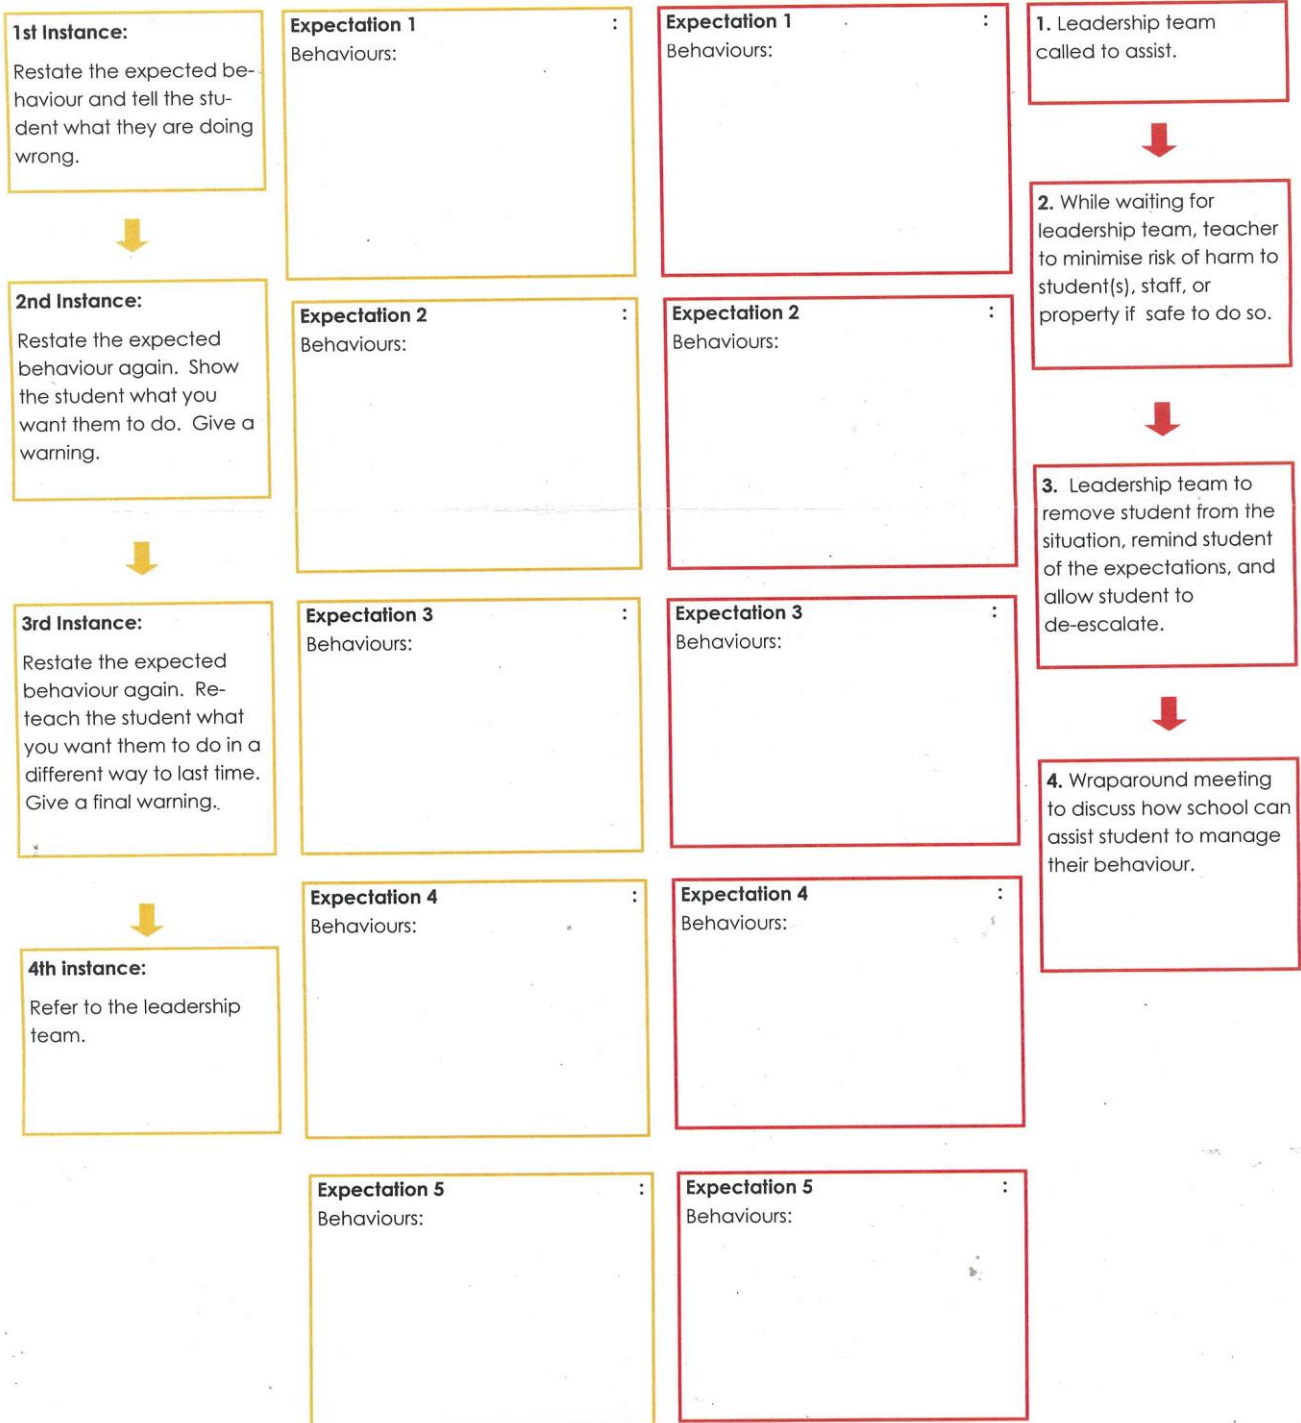 1st Instance:
Restate the expected be-
haviour and tell the stu-
dent what they are doing
wrong.
2nd Instance:
Restate the expected
behaviour again. Show
the student what you
want them to do. Give a
warning.
3rd Instance:
Restate the expected
behaviour again. Re-
teach the student what
you want them to do in a
different way to last time.
Give a final warning.
4th instance:
Refer to the leadership
team.
Expectation 1 :
Behaviours:
Expectation 2 :
Behaviours:
Expectation 3 :
Behaviours:
Expectation 4 :
Behaviours:
Expectation 5 :
Behaviours:
Expectation 1 :
Behaviours:
Expectation 2 :
Behaviours:
Expectation 3 :
Behaviours:
Expectation 4 :
Behaviours:
Expectation 5 :
Behaviours:
1. Leadership team
called to assist.
2. While waiting for
leadership team, teacher
to minimise risk of harm to
student(s), staff, or
property if safe to do so.
3. Leadership team to
remove student from the
situation, remind student
of the expectations, and
allow student to
de-escalate.
4. Wraparound meeting
to discuss how school can
assist student to manage
their behaviour.